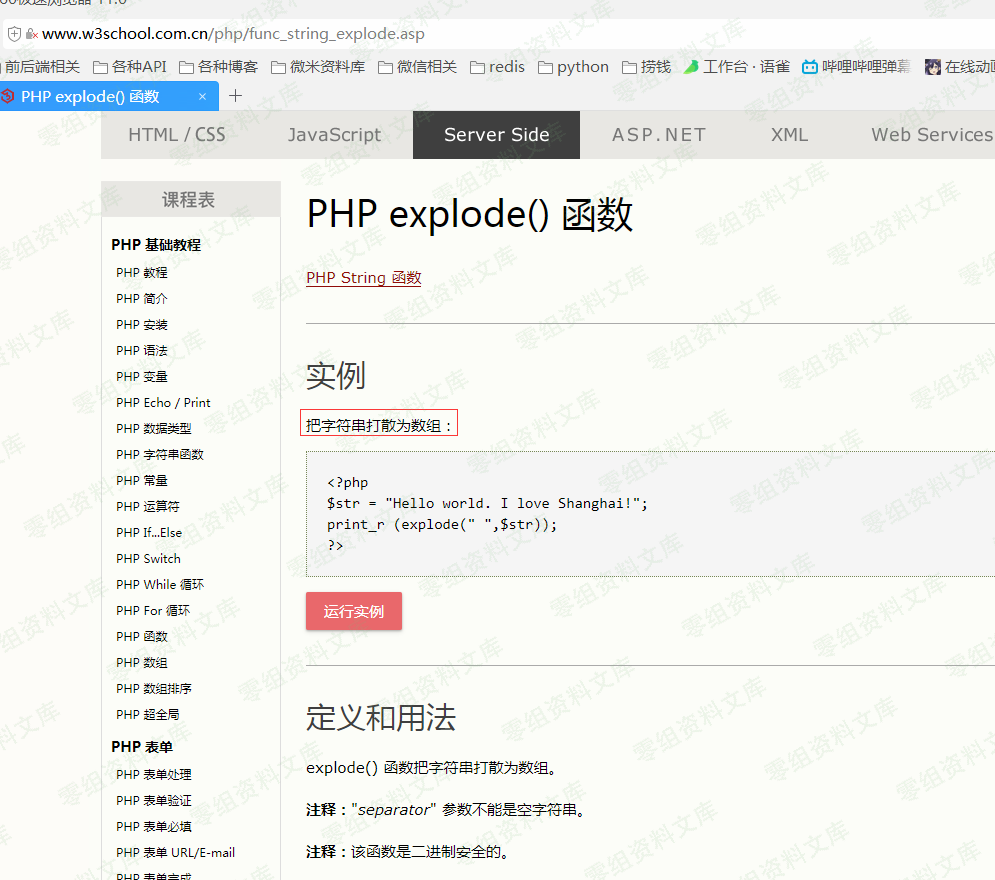 www.w3school.com.cn/php/func_string_explode.asp
前后端相关 各种API 各种博客 微米资料库 微信相关 redis python 捞钱 工作台 · 语雀 哔哩哔哩弹幕 在线动
PHP explode() 函数 × +
HTML / CSS JavaScript Server Side ASP.NET XML Web Services
课程表
PHP 基础教程
PHP 教程
PHP 简介
PHP 安装
PHP 语法
PHP 变量
PHP Echo / Print
PHP 数据类型
PHP 字符串函数
PHP 常量
PHP 运算符
PHP If...Else
PHP Switch
PHP While 循环
PHP For 循环
PHP 函数
PHP 数组
PHP 数组排序
PHP 超全局
PHP 表单
PHP 表单处理
PHP 表单验证
PHP 表单必填
PHP 表单 URL/E-mail
PHP 表单完成
PHP explode() 函数
PHP String 函数
实例
把字符串打散为数组：
<?php
$str = "Hello world. I love Shanghai!";
print_r (explode(" ",$str));
?>
运行实例
定义和用法
explode() 函数把字符串打散为数组。
注释："separator" 参数不能是空字符串。
注释：该函数是二进制安全的。
零组资料文库